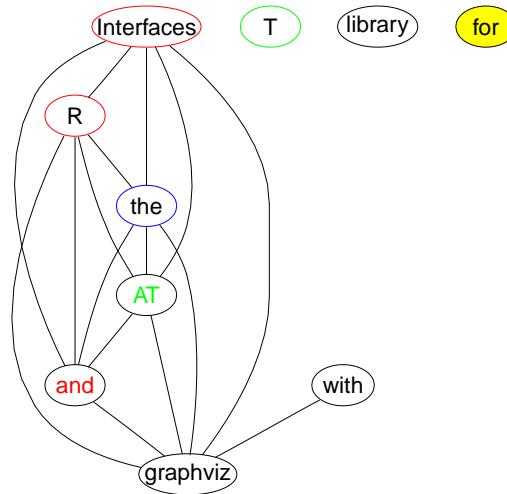 Interfaces T library for
R
the
AT
and with
graphviz